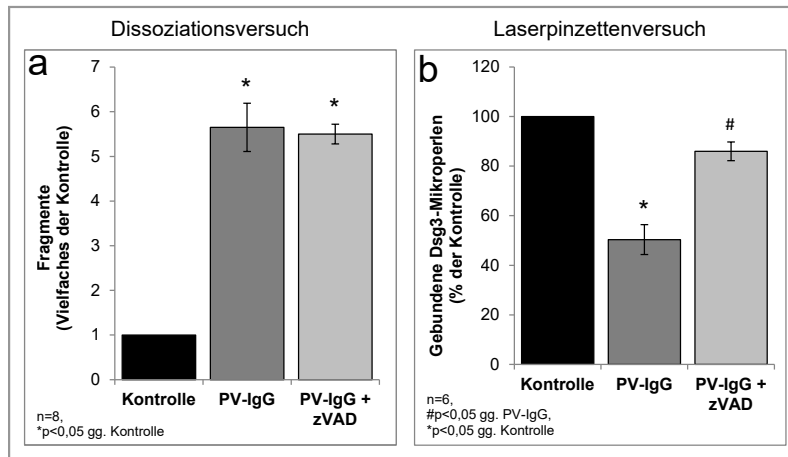 Dissoziationsversuch
a
Fragmente
(Vielfaches der Kontrolle)
7
6
5
4
3
2
1
0
*
*
Kontrolle
PV-IgG
PV-IgG +
zVAD
n=8,
*p<0,05 gg. Kontrolle
Laserpinzettenversuch
b
Gebundene Dsg3-Mikroperlen
(% der Kontrolle)
120
100
80
60
40
20
0
*
#
Kontrolle
PV-IgG
PV-IgG +
zVAD
n=6,
#p<0,05 gg. PV-IgG,
*p<0,05 gg. Kontrolle